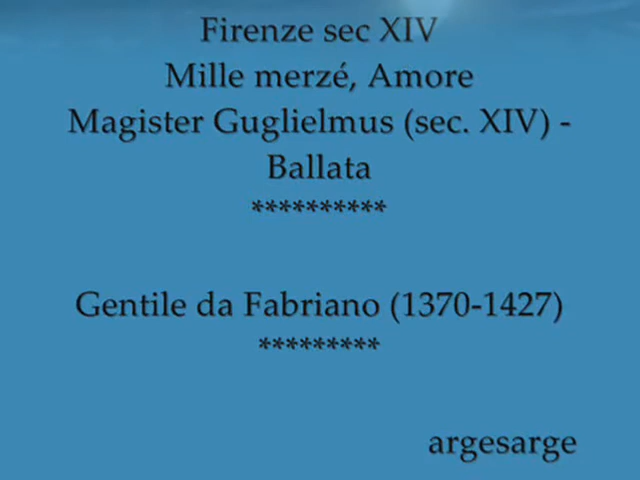 Firenze sec XIV
Mille merzé, Amore
Magister Guglielmus (sec. XIV) -
Ballata
**********
Gentile da Fabriano (1370-1427)
*********
argesarge